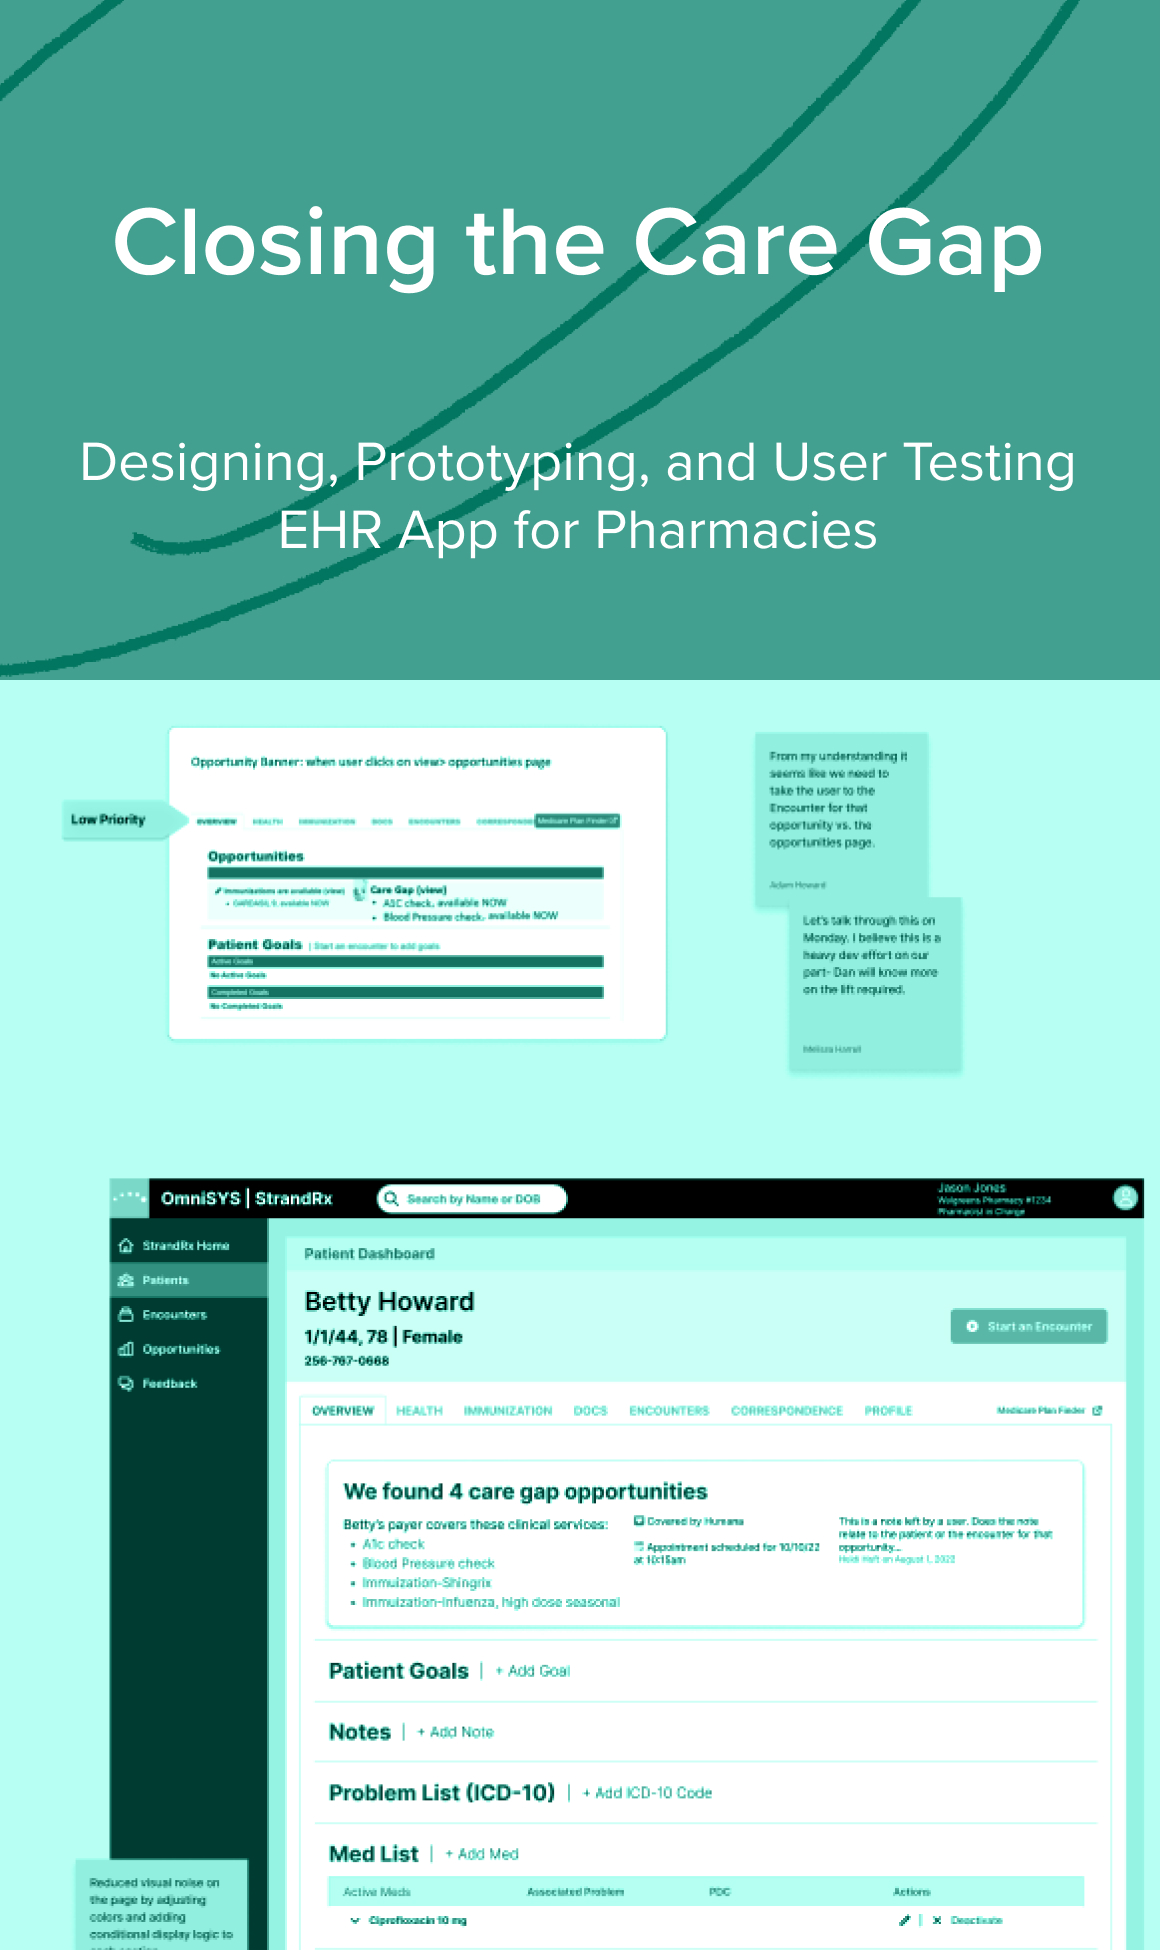 Closing the Care Gap
Designing, Prototyping, and User Testing
EHR App for Pharmacies
Opportunity Banner: when user clicks on view> opportunities page
Low Priority
OVERVIEW HEALTH IMMUNIZATION DOCS ENCOUNTERS CORRESPONDE Medicare Plan Finder
Opportunities
Immunizations are available (view)
GARDASIL 9, available NOW
Care Gap (view)
• A1C check, available NOW
• Blood Pressure check, available NOW
Patient Goals | Start an encounter to add goals
Active Goals
No Active Goals
Completed Goals
No Completed Goals
From my understanding it
seems like we need to
take the user to the
Encounter for that
opportunity vs. the
opportunities page.
Adam Howard
Let's talk through this on
Monday. I believe this is a
heavy dev effort on our
part- Dan will know more
on the lift required.
Melissa Harrell
OmniSYS | StrandRx
Search by Name or DOB
Jason Jones
Walgreens Pharmacy #1234
Pharmacist in Charge
StrandRx Home
Patients
Encounters
Opportunities
Feedback
Patient Dashboard
Betty Howard
1/1/44, 78 | Female
256-767-0668
Start an Encounter
OVERVIEW HEALTH IMMUNIZATION DOCS ENCOUNTERS CORRESPONDENCE PROFILE Medicare Plan Finder
We found 4 care gap opportunities
Betty's payer covers these clinical services:
• A1c check
• Blood Pressure check
• Immuization-Shingrix
• Immuization-Infuenza, high dose seasonal
Covered by Humana
Appointment scheduled for 10/10/22
at 10:15am
This is a note left by a user. Does the note
relate to the patient or the encounter for that
opportunity...
Heidi Heft on August 1, 2022
Patient Goals | + Add Goal
Notes | + Add Note
Problem List (ICD-10) | + Add ICD-10 Code
Med List | + Add Med
Active Meds Associated Problem PDC Actions
Ciprofloxacin 10 mg | Deactivate
Reduced visual noise on
the page by adjusting
colors and adding
conditional display logic to